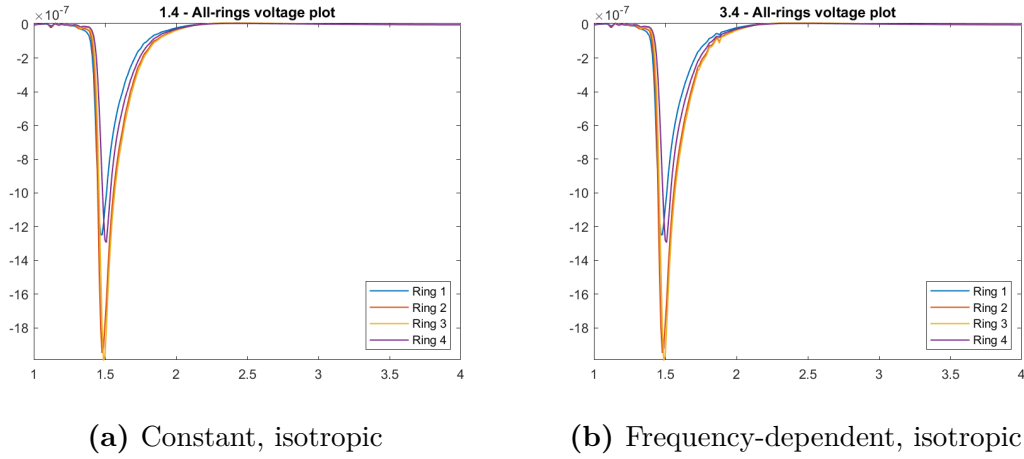 ×10⁻⁷
1.4 - All-rings voltage plot
0
-2
-4
-6
-8
-10
-12
-14
-16
-18
1 1.5 2 2.5 3 3.5 4
Ring 1
Ring 2
Ring 3
Ring 4
(a) Constant, isotropic
×10⁻⁷
3.4 - All-rings voltage plot
0
-2
-4
-6
-8
-10
-12
-14
-16
-18
1 1.5 2 2.5 3 3.5 4
Ring 1
Ring 2
Ring 3
Ring 4
(b) Frequency-dependent, isotropic